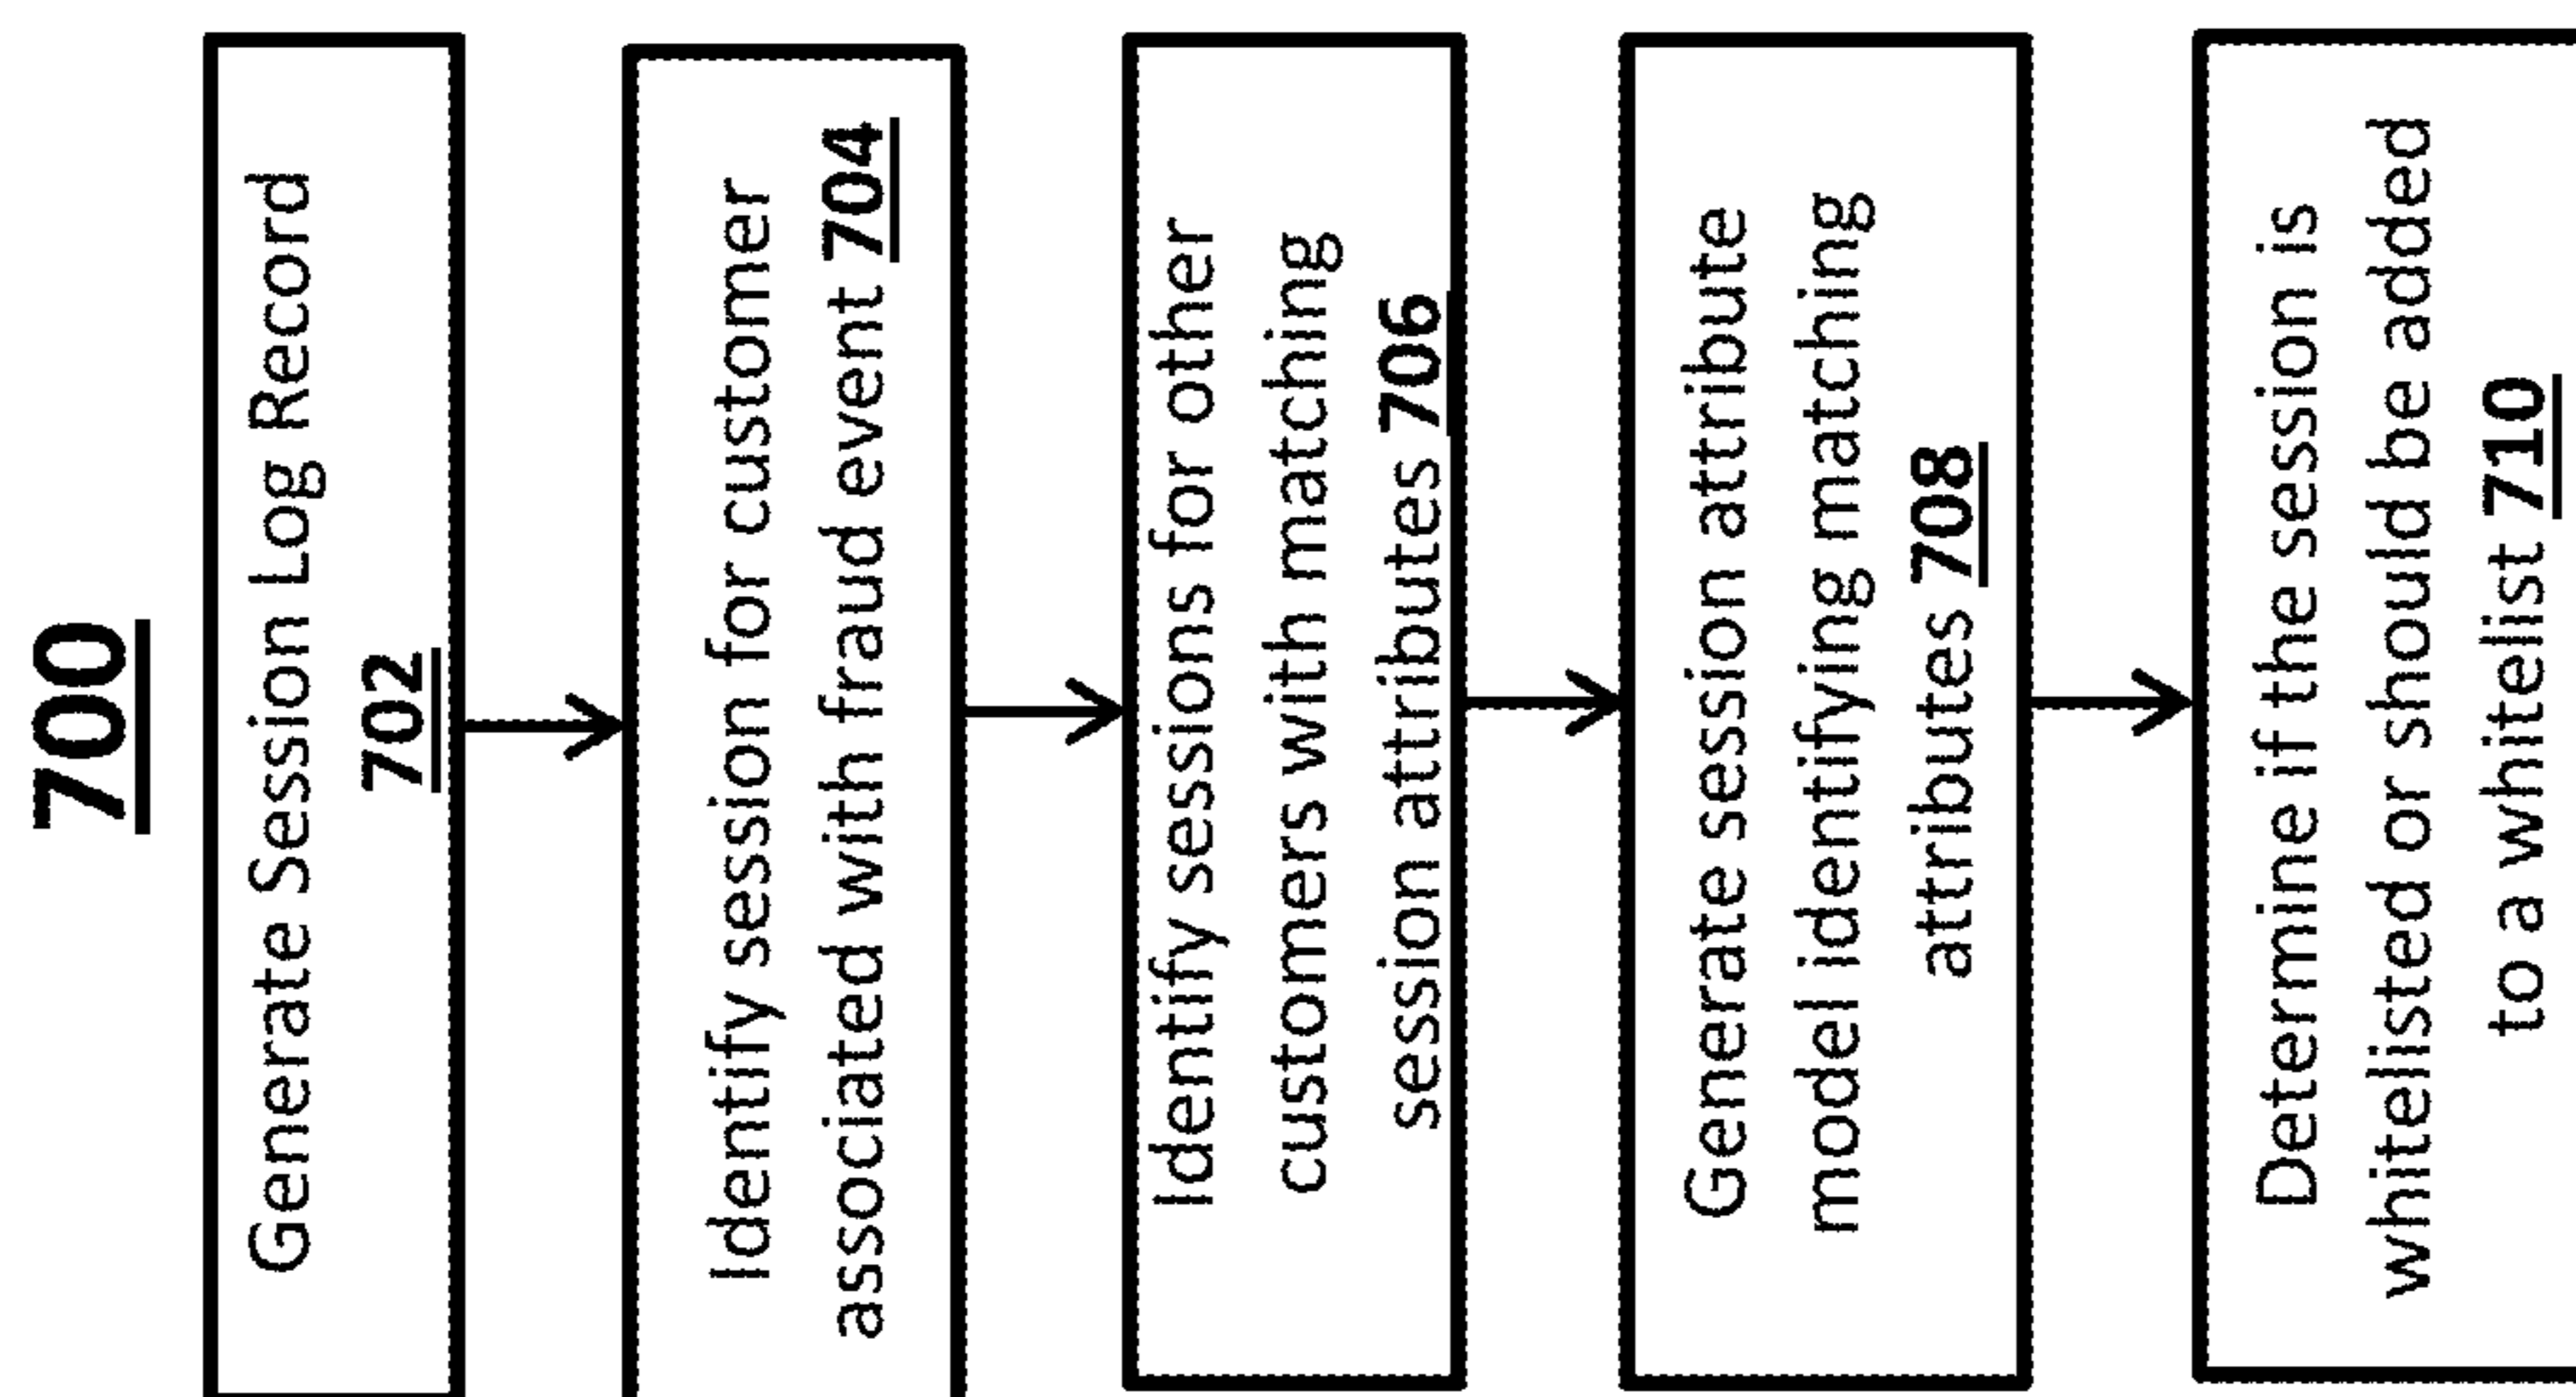 700
Generate Session Log Record
702
Identify session for customer
associated with fraud event 704
Identify sessions for other
customers with matching
session attributes 706
Generate session attribute
model identifying matching
attributes 708
Determine if the session is
whitelisted or should be added
to a whitelist 710